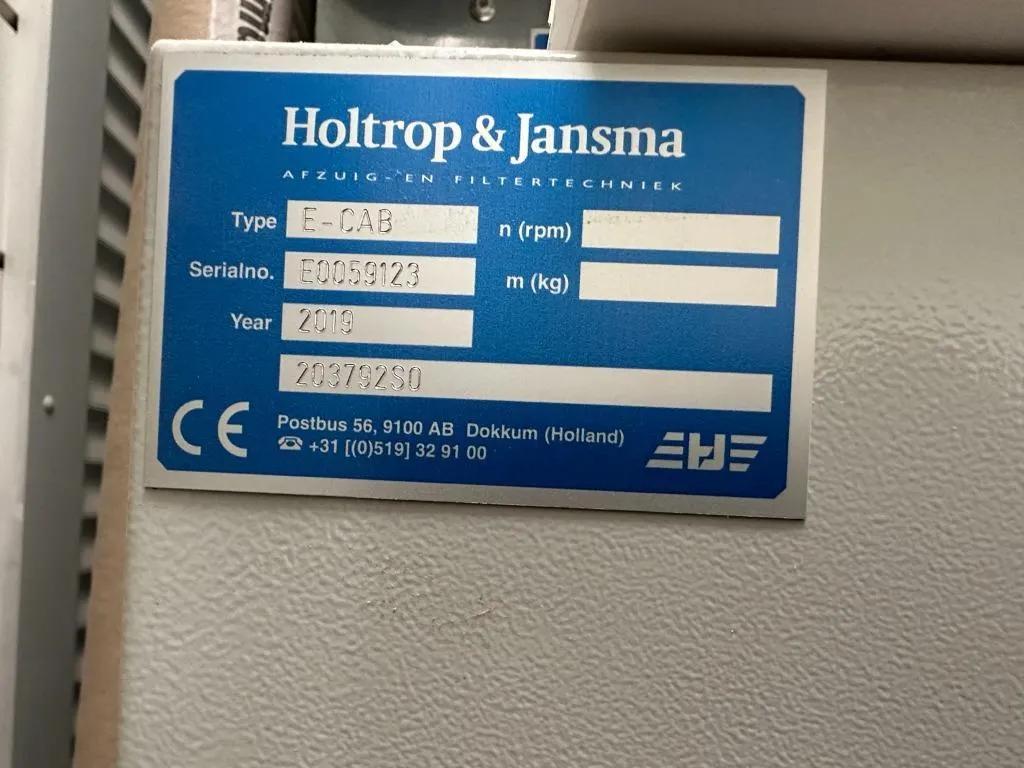 Holtrop & Jansma
AFZUIG- EN FILTERTECHNIEK
Type E-CAB n (rpm)
Serialno. E0059123 m (kg)
Year 2019
203792S0
CE Postbus 56, 9100 AB Dokkum (Holland)
☎ +31 [(0)519] 32 91 00